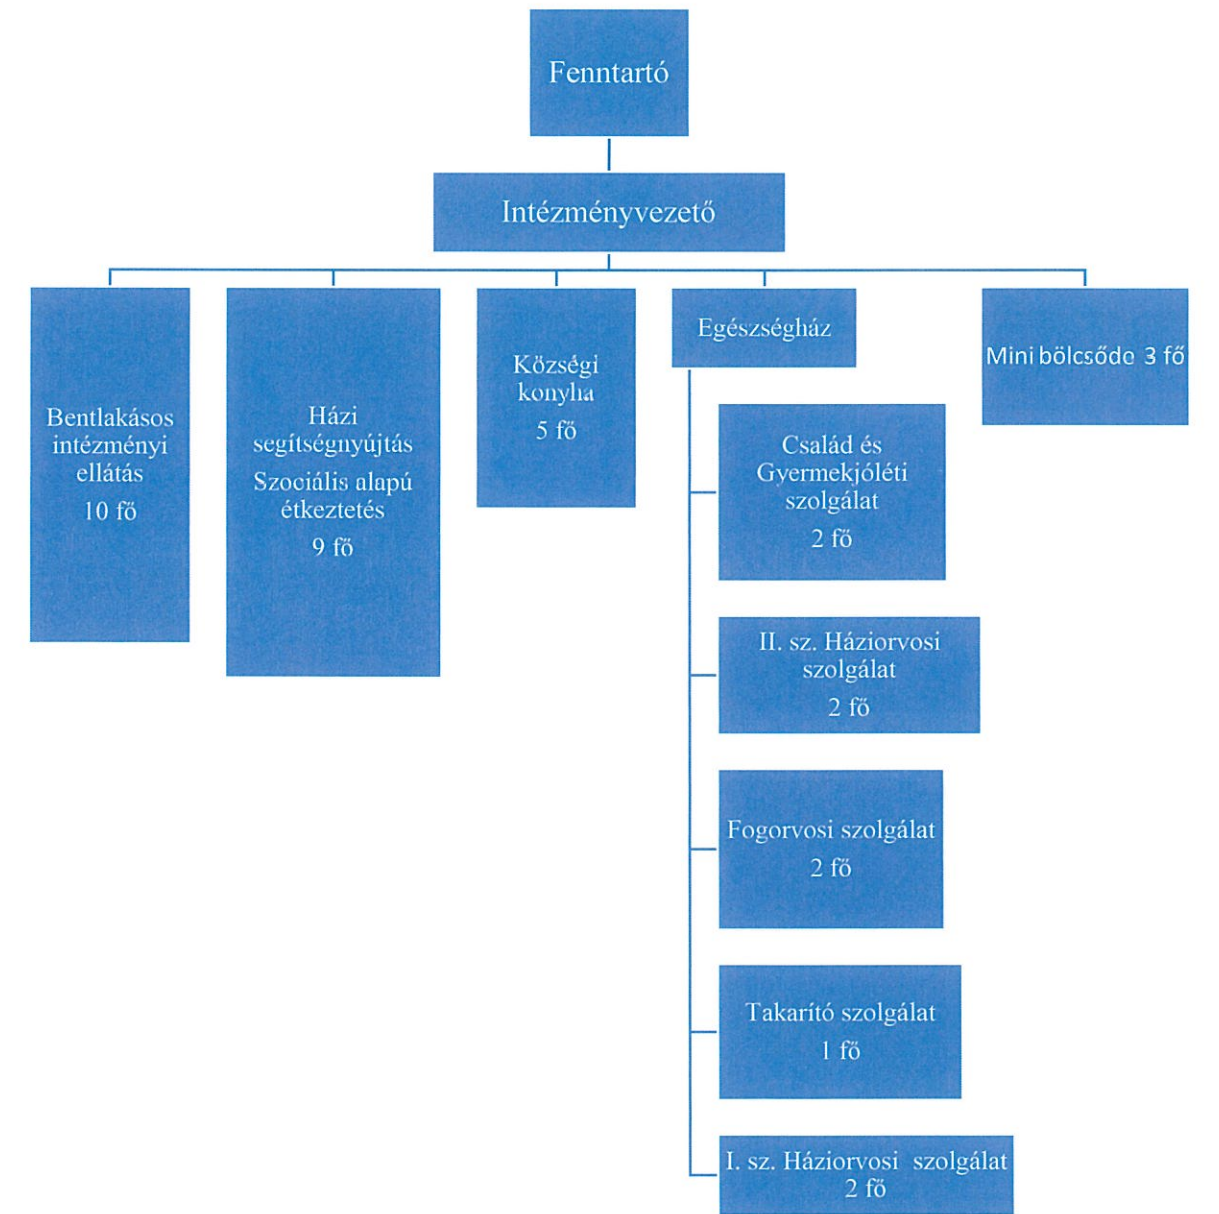 Fenntartó
Intézményvezető
Bentlakásos
intézményi
ellátás
10 fő
Házi
segítségnyújtás
Szociális alapú
étkeztetés
9 fő
Községi
konyha
5 fő
Egészségház
Család és
Gyermekjóléti
szolgálat
2 fő
II. sz. Háziorvosi
szolgálat
2 fő
Fogorvosi szolgálat
2 fő
Takarító szolgálat
1 fő
I. sz. Háziorvosi szolgálat
2 fő
Mini bölcsőde 3 fő